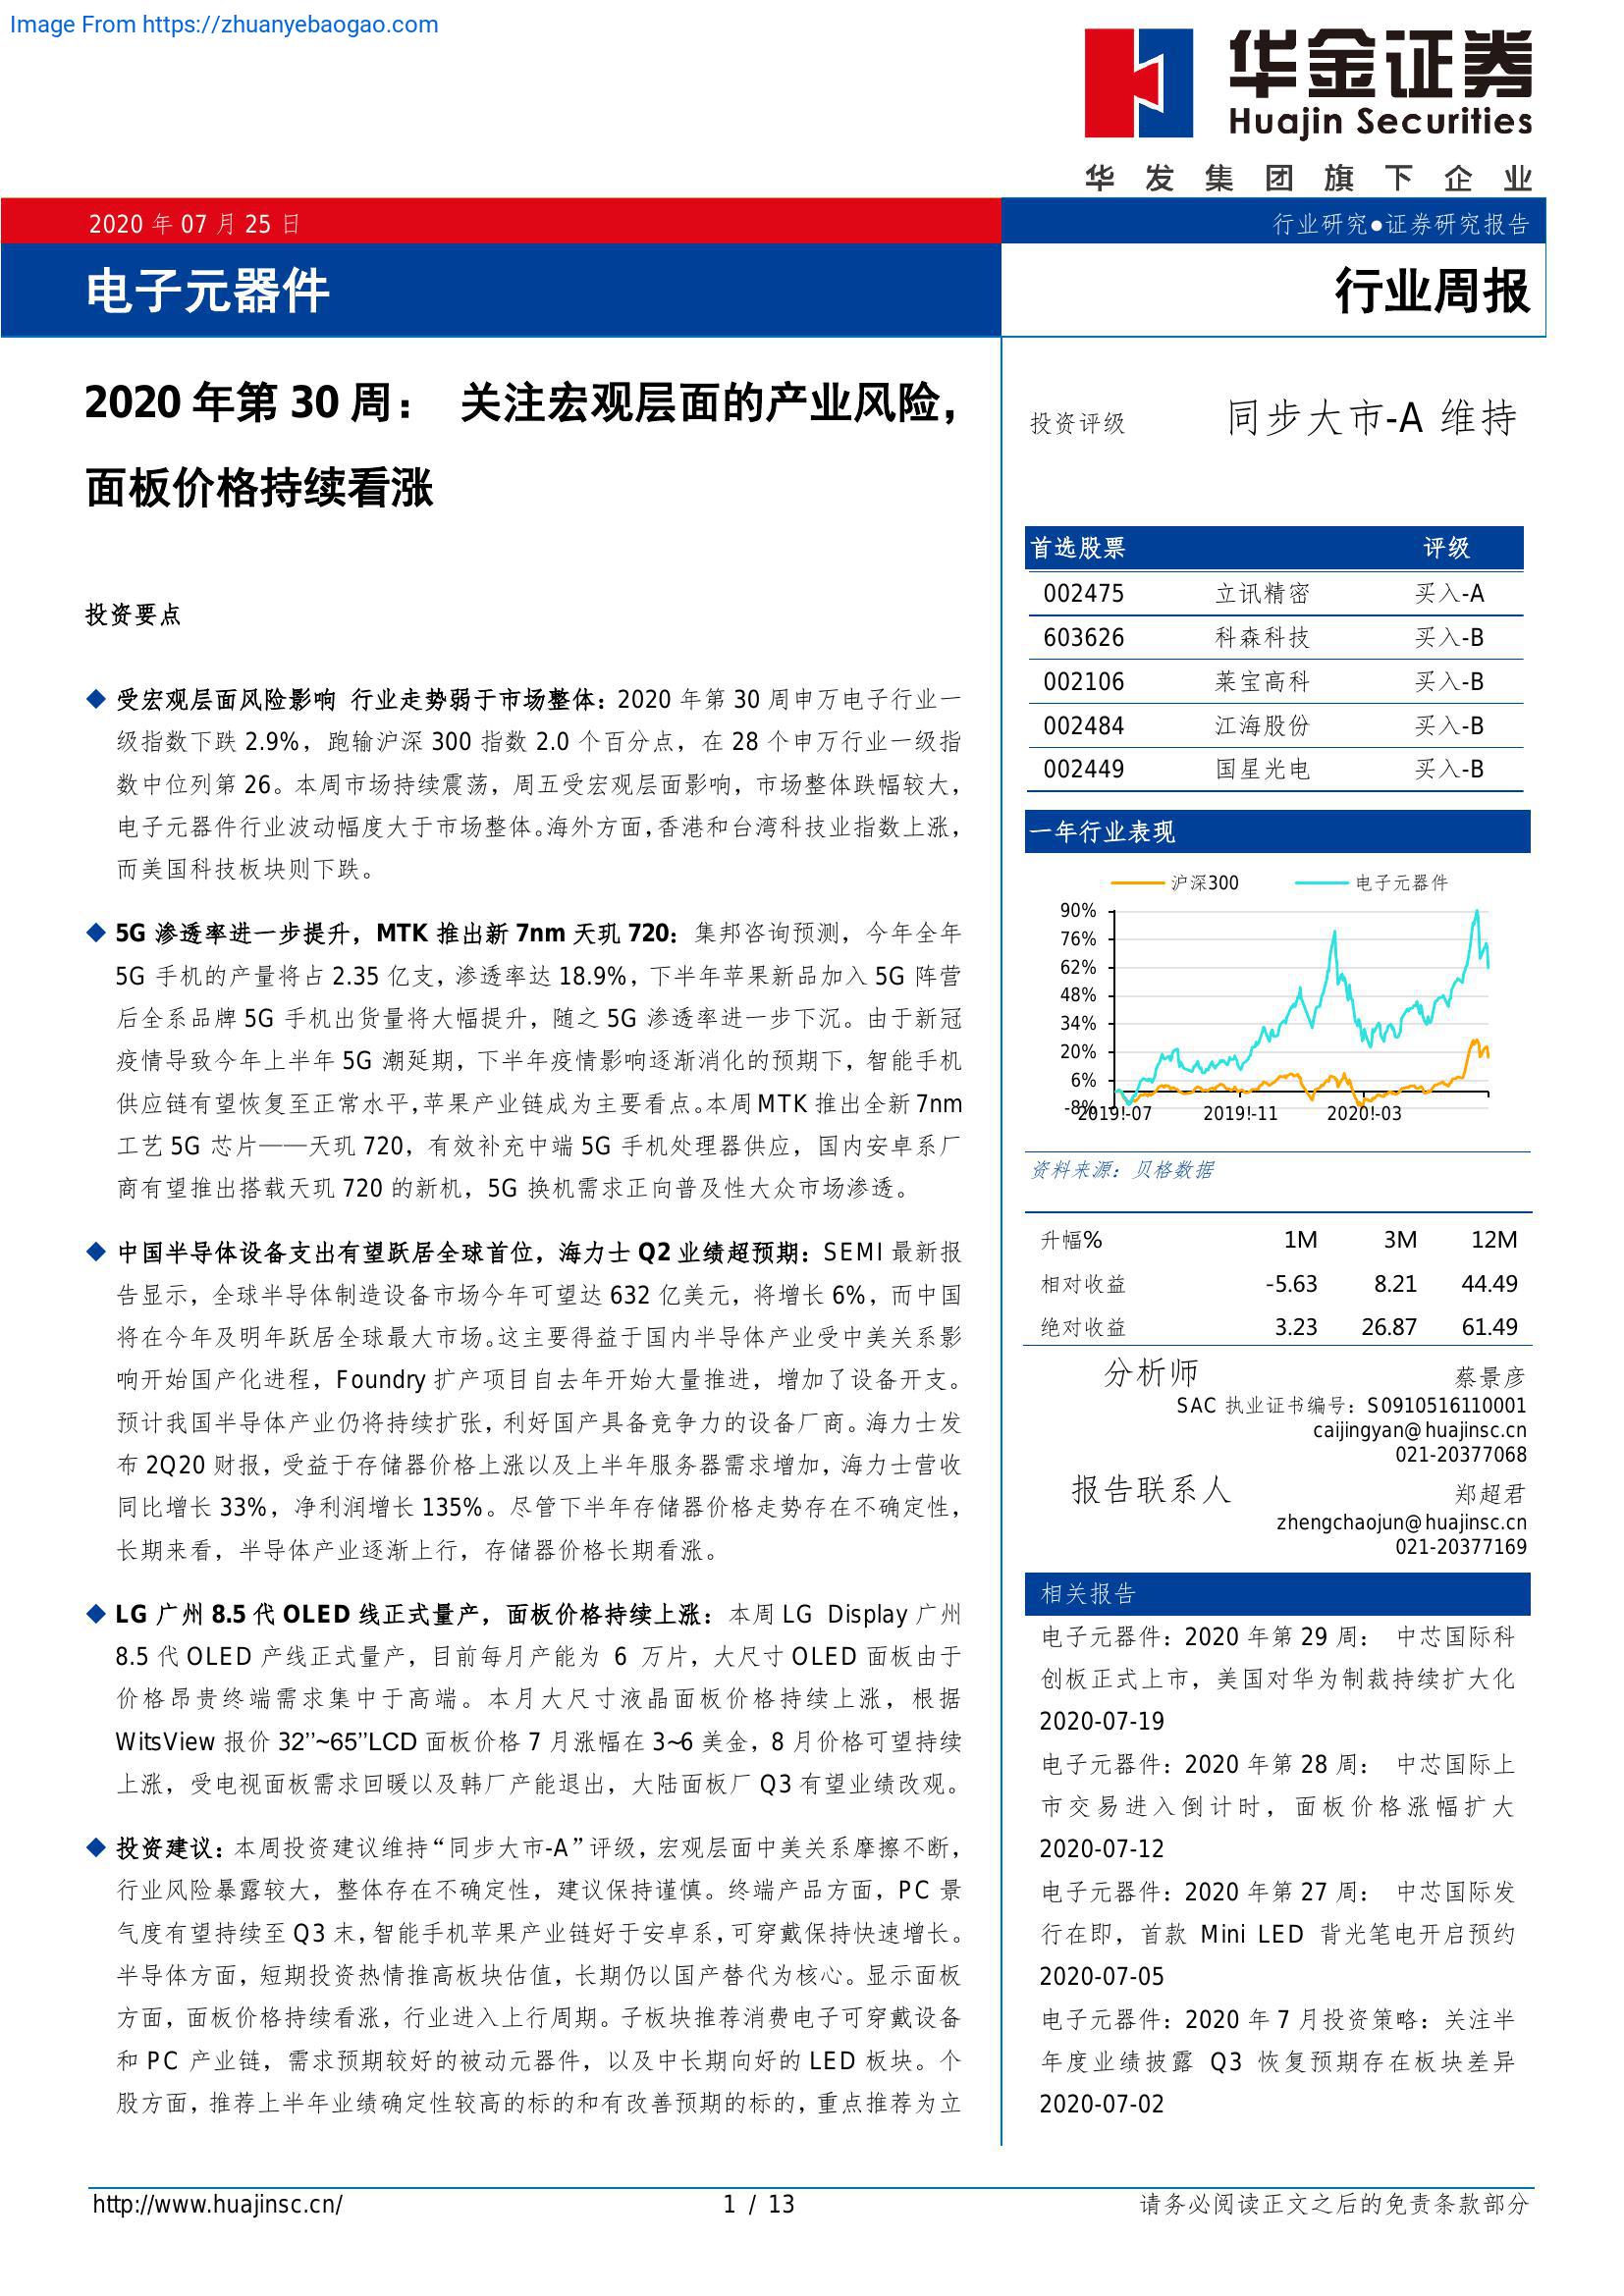 Image From https://zhuanyebaogao.com
华金证券
Huajin Securities
华发集团旗下企业
2020 年 07 月 25 日
行业研究●证券研究报告
电子元器件
行业周报
2020 年第 30 周： 关注宏观层面的产业风险，
面板价格持续看涨
投资要点
◆ 受宏观层面风险影响 行业走势弱于市场整体：2020 年第 30 周申万电子行业一
级指数下跌 2.9%，跑输沪深 300 指数 2.0 个百分点，在 28 个申万行业一级指
数中位列第 26。本周市场持续震荡，周五受宏观层面影响，市场整体跌幅较大，
电子元器件行业波动幅度大于市场整体。海外方面，香港和台湾科技业指数上涨，
而美国科技板块则下跌。
◆ 5G 渗透率进一步提升，MTK 推出新 7nm 天玑 720：集邦咨询预测，今年全年
5G 手机的产量将占 2.35 亿支，渗透率达 18.9%，下半年苹果新品加入 5G 阵营
后全系品牌 5G 手机出货量将大幅提升，随之 5G 渗透率进一步下沉。由于新冠
疫情导致今年上半年 5G 潮延期，下半年疫情影响逐渐消化的预期下，智能手机
供应链有望恢复至正常水平，苹果产业链成为主要看点。本周 MTK 推出全新 7nm
工艺 5G 芯片——天玑 720，有效补充中端 5G 手机处理器供应，国内安卓系厂
商有望推出搭载天玑 720 的新机，5G 换机需求正向普及性大众市场渗透。
◆ 中国半导体设备支出有望跃居全球首位，海力士 Q2 业绩超预期：SEMI 最新报
告显示，全球半导体制造设备市场今年可望达 632 亿美元，将增长 6%，而中国
将在今年及明年跃居全球最大市场。这主要得益于国内半导体产业受中美关系影
响开始国产化进程，Foundry 扩产项目自去年开始大量推进，增加了设备开支。
预计我国半导体产业仍将持续扩张，利好国产具备竞争力的设备厂商。海力士发
布 2Q20 财报，受益于存储器价格上涨以及上半年服务器需求增加，海力士营收
同比增长 33%，净利润增长 135%。尽管下半年存储器价格走势存在不确定性，
长期来看，半导体产业逐渐上行，存储器价格长期看涨。
◆ LG 广州 8.5 代 OLED 线正式量产，面板价格持续上涨：本周 LG Display 广州
8.5 代 OLED 产线正式量产，目前每月产能为 6 万片，大尺寸 OLED 面板由于
价格昂贵终端需求集中于高端。本月大尺寸液晶面板价格持续上涨，根据
WitsView 报价 32’’~65’’LCD 面板价格 7 月涨幅在 3~6 美金，8 月价格可望持续
上涨，受电视面板需求回暖以及韩厂产能退出，大陆面板厂 Q3 有望业绩改观。
◆ 投资建议：本周投资建议维持“同步大市-A”评级，宏观层面中美关系摩擦不断，
行业风险暴露较大，整体存在不确定性，建议保持谨慎。终端产品方面，PC 景
气度有望持续至 Q3 末，智能手机苹果产业链好于安卓系，可穿戴保持快速增长。
半导体方面，短期投资热情推高板块估值，长期仍以国产替代为核心。显示面板
方面，面板价格持续看涨，行业进入上行周期。子板块推荐消费电子可穿戴设备
和 PC 产业链，需求预期较好的被动元器件，以及中长期向好的 LED 板块。个
股方面，推荐上半年业绩确定性较高的标的和有改善预期的标的，重点推荐为立
投资评级 同步大市-A 维持
首选股票 评级
002475 立讯精密 买入-A
603626 科森科技 买入-B
002106 莱宝高科 买入-B
002484 江海股份 买入-B
002449 国星光电 买入-B
一年行业表现
沪深300 电子元器件
90%
76%
62%
48%
34%
20%
6%
-8%
2019!-07 2019!-11 2020!-03
资料来源：贝格数据
升幅% 1M 3M 12M
相对收益 -5.63 8.21 44.49
绝对收益 3.23 26.87 61.49
分析师 蔡景彦
SAC 执业证书编号：S0910516110001
caijingyan@huajinsc.cn
021-20377068
报告联系人 郑超君
zhengchaojun@huajinsc.cn
021-20377169
相关报告
电子元器件：2020 年第 29 周： 中芯国际科
创板正式上市，美国对华为制裁持续扩大化
2020-07-19
电子元器件：2020 年第 28 周： 中芯国际上
市交易进入倒计时，面板价格涨幅扩大
2020-07-12
电子元器件：2020 年第 27 周： 中芯国际发
行在即，首款 Mini LED 背光笔电开启预约
2020-07-05
电子元器件：2020 年 7 月投资策略：关注半
年度业绩披露 Q3 恢复预期存在板块差异
2020-07-02
http://www.huajinsc.cn/ 1 / 13 请务必阅读正文之后的免责条款部分